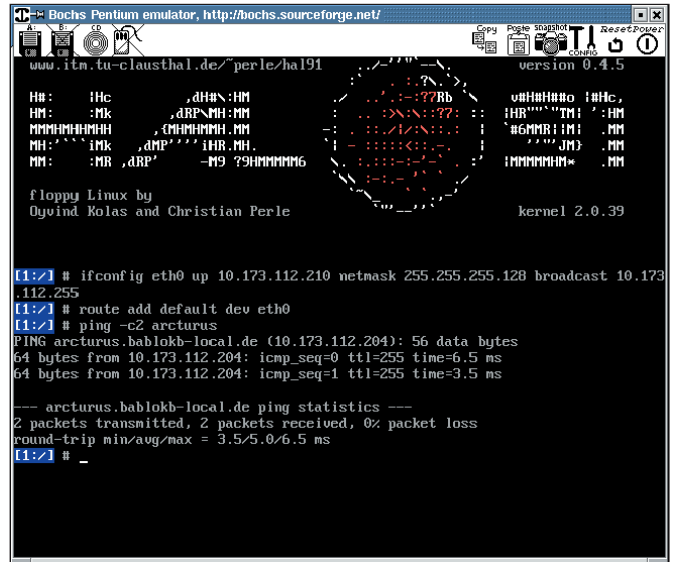 Bochs Pentium emulator, http://bochs.sourceforge.net/
A: B: CD Copy Poste snapshot CONFIG Reset Power
www.itm.tu-clausthal.de/~perle/hal91 version 0.4.5
floppy Linux by
Oyvind Kolas and Christian Perle kernel 2.0.39
[1:/] # ifconfig eth0 up 10.173.112.210 netmask 255.255.255.128 broadcast 10.173
.112.255
[1:/] # route add default dev eth0
[1:/] # ping -c2 arcturus
PING arcturus.bablokb-local.de (10.173.112.204): 56 data bytes
64 bytes from 10.173.112.204: icmp_seq=0 ttl=255 time=6.5 ms
64 bytes from 10.173.112.204: icmp_seq=1 ttl=255 time=3.5 ms
--- arcturus.bablokb-local.de ping statistics ---
2 packets transmitted, 2 packets received, 0% packet loss
round-trip min/avg/max = 3.5/5.0/6.5 ms
[1:/] # _